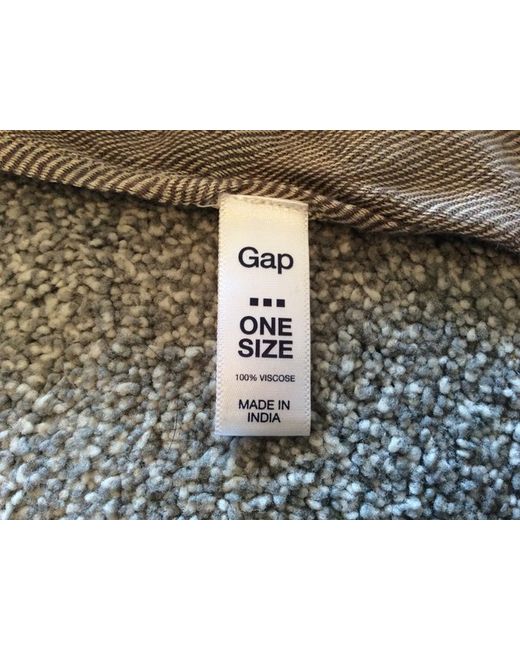 Gap
ONE
SIZE
100% VISCOSE
MADE IN
INDIA